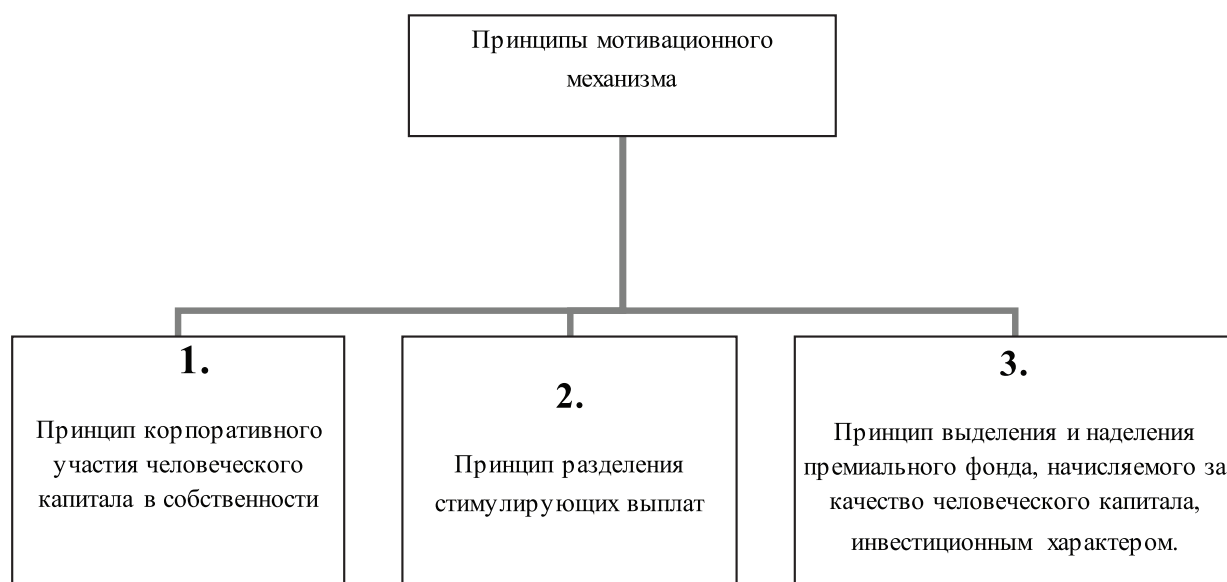 Принципы мотивационного
механизма
1.
Принцип корпоративного
участия человеческого
капитала в собственности
2.
Принцип разделения
стимулирующих выплат
3.
Принцип выделения и наделения
премиального фонда, начисляемого за
качество человеческого капитала,
инвестиционным характером.